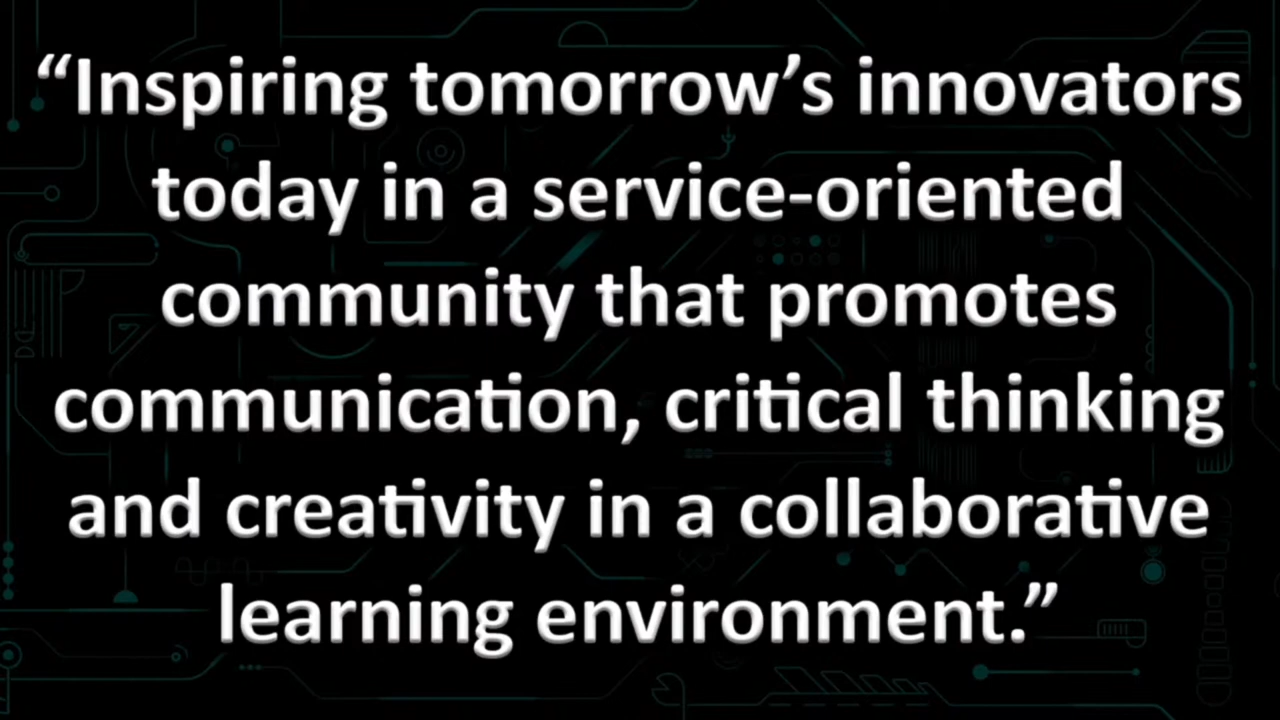 “Inspiring tomorrow’s innovators
today in a service-oriented
community that promotes
communication, critical thinking
and creativity in a collaborative
learning environment.”